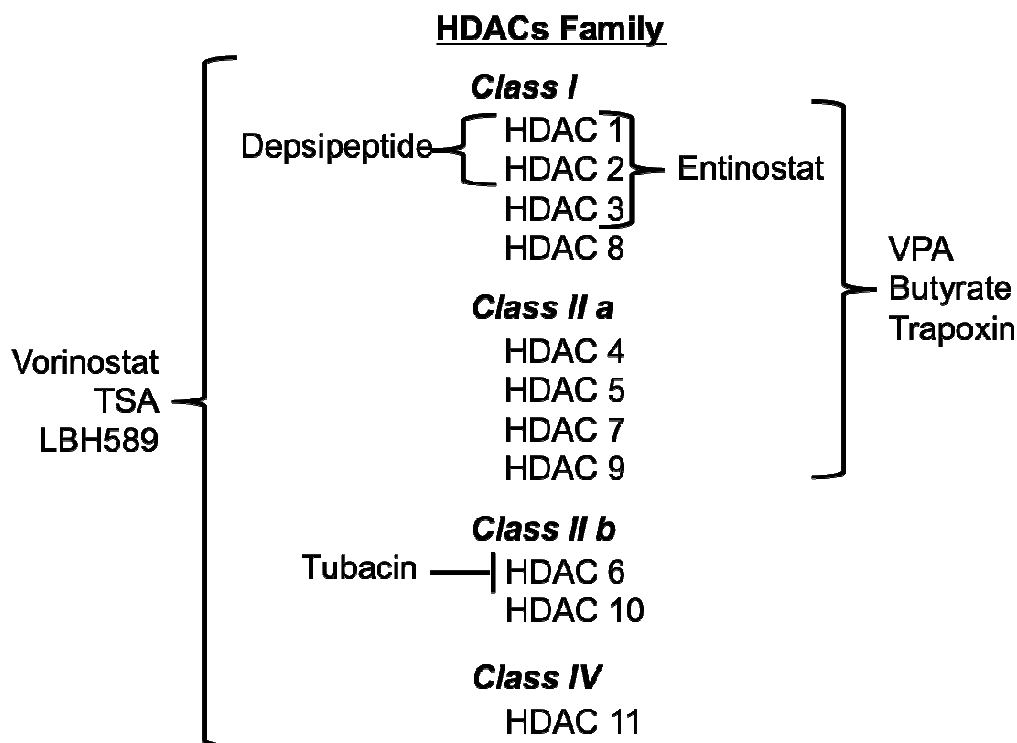 HDACs Family
Class I
HDAC 1
Depsipeptide
HDAC 2
Entinostat
HDAC 3
HDAC 8
VPA
Butyrate
Trapoxin
Class II a
HDAC 4
HDAC 5
HDAC 7
HDAC 9
Vorinostat
TSA
LBH589
Class II b
Tubacin
HDAC 6
HDAC 10
Class IV
HDAC 11